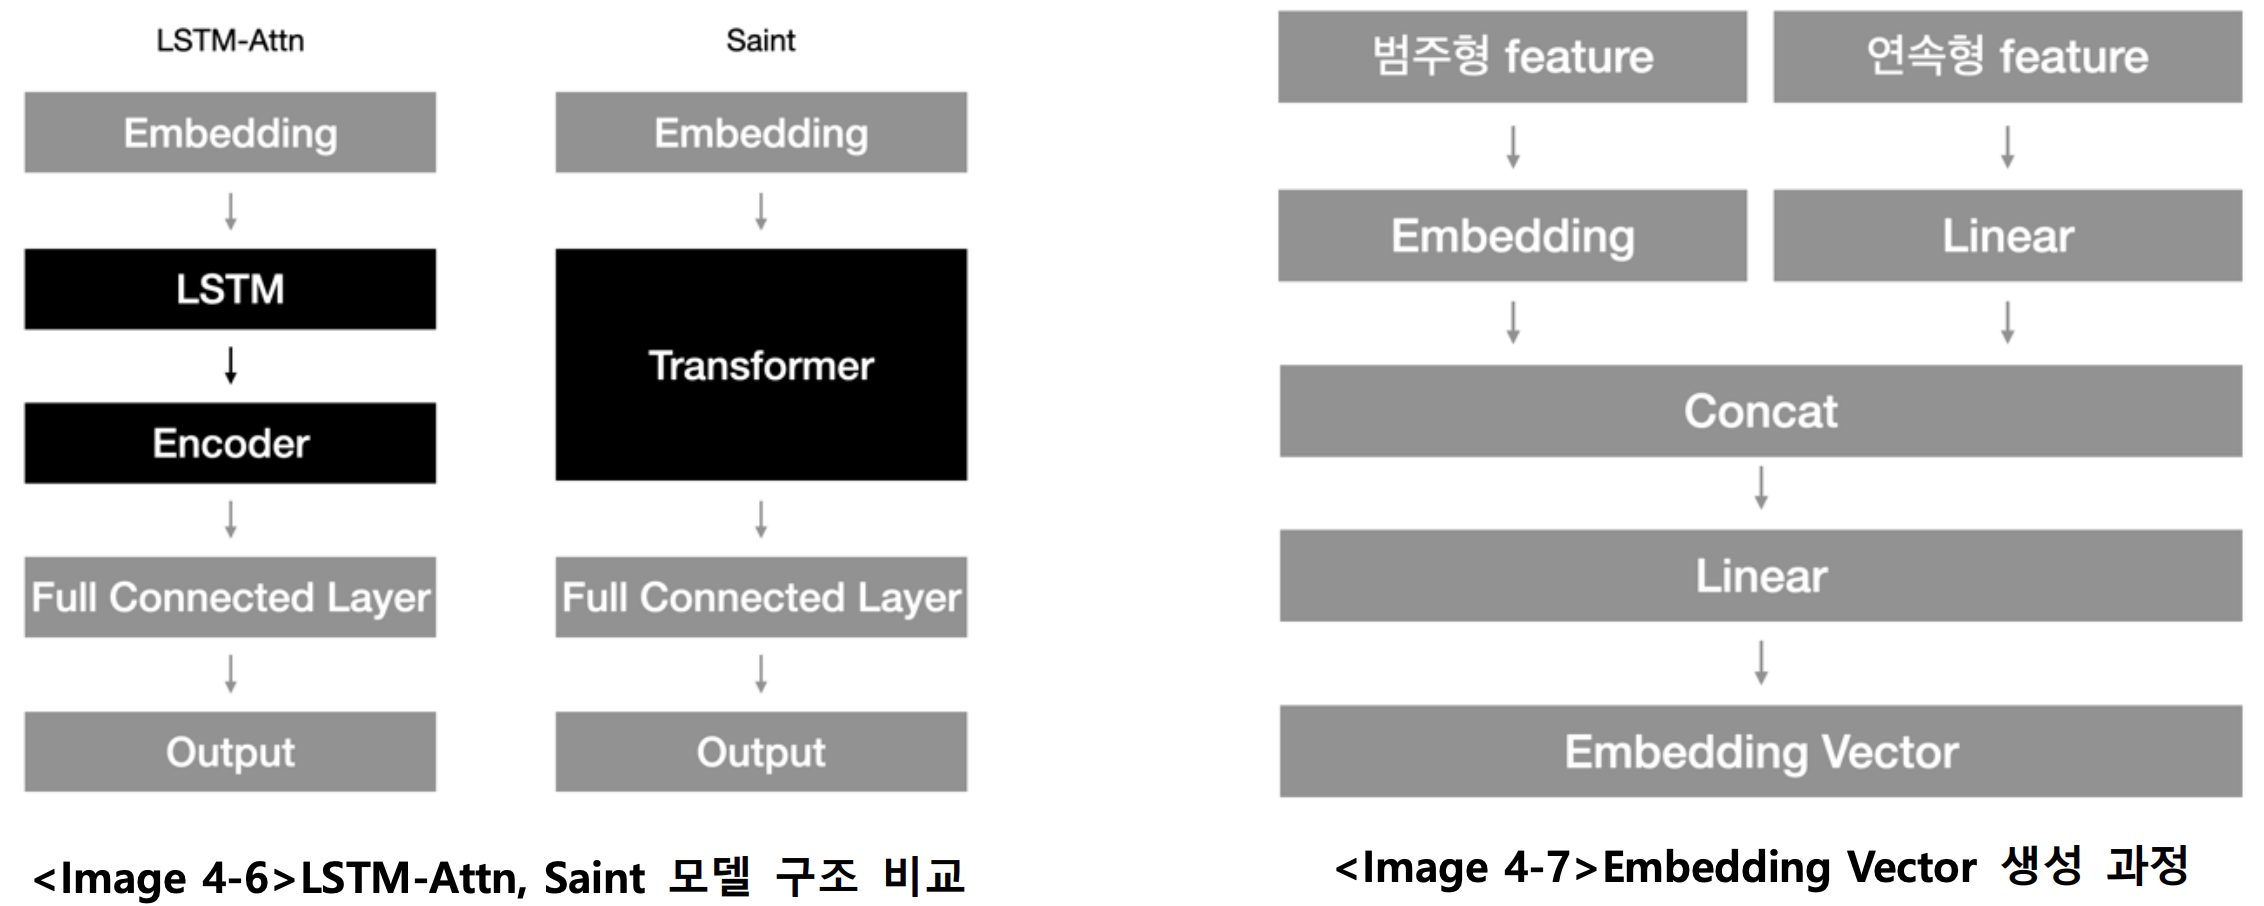 LSTM-Attn
Embedding
LSTM
Encoder
Full Connected Layer
Output
Saint
Embedding
Transformer
Full Connected Layer
Output
<Image 4-6>LSTM-Attn, Saint 모델 구조 비교
범주형 feature
연속형 feature
Embedding
Linear
Concat
Linear
Embedding Vector
<Image 4-7>Embedding Vector 생성 과정